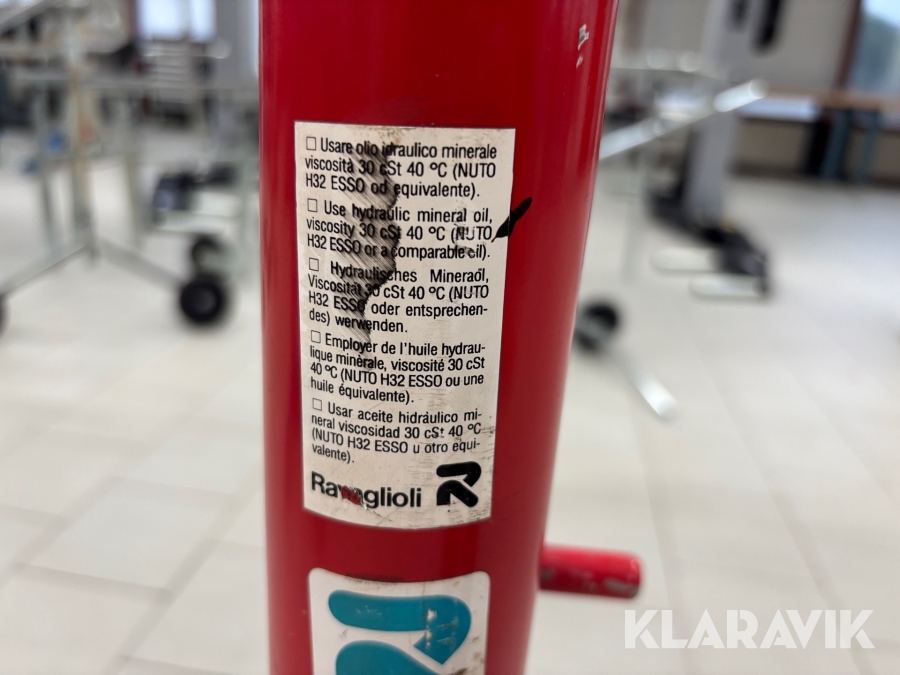 ☐ Usare olio idraulico minerale
viscosità 30 cSt 40 °C (NUTO
H32 ESSO od equivalente).
☐ Use hydraulic mineral oil,
viscosity 30 cSt 40 °C (NUTO
H32 ESSO or a comparable oil).
☐ Hydraulisches Mineraöl,
Viscosität 30 cSt 40 °C (NUTO
H32 ESSO oder entsprechen-
des) werwenden.
☐ Employer de l'huile hydrau-
lique minèrale, viscosité 30 cSt
40 °C (NUTO H32 ESSO ou une
huile équivalente).
☐ Usar aceite hidráulico mi-
neral viscosidad 30 cSt 40 °C
(NUTO H32 ESSO u otro equi-
valente).
Ravaglioli
KLARAVIK